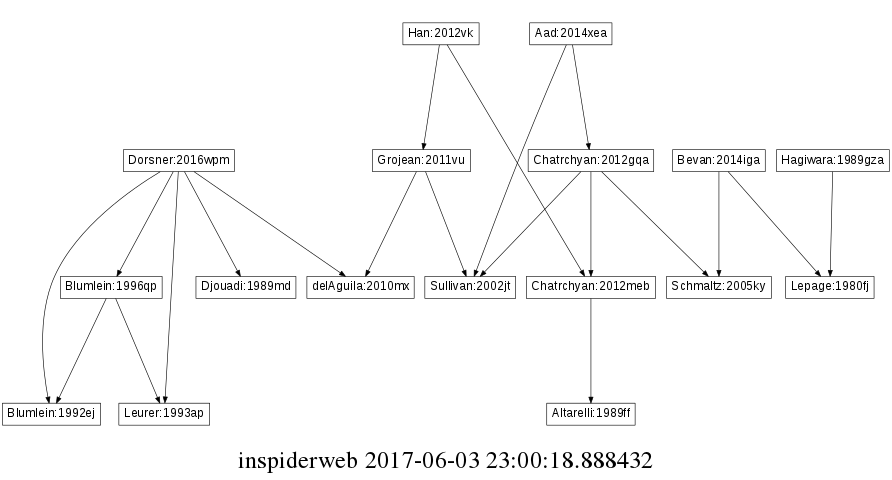 Han:2012vk
Aad:2014xea
Dorsner:2016wpm
Grojean:2011vu
Chatrchyan:2012gqa
Bevan:2014iga
Hagiwara:1989gza
Blumlein:1996qp
Djouadi:1989md
delAguila:2010mx
Sullivan:2002jt
Chatrchyan:2012meb
Schmaltz:2005ky
Lepage:1980fj
Blumlein:1992ej
Leurer:1993ap
Altarelli:1989ff
inspiderweb 2017-06-03 23:00:18.888432